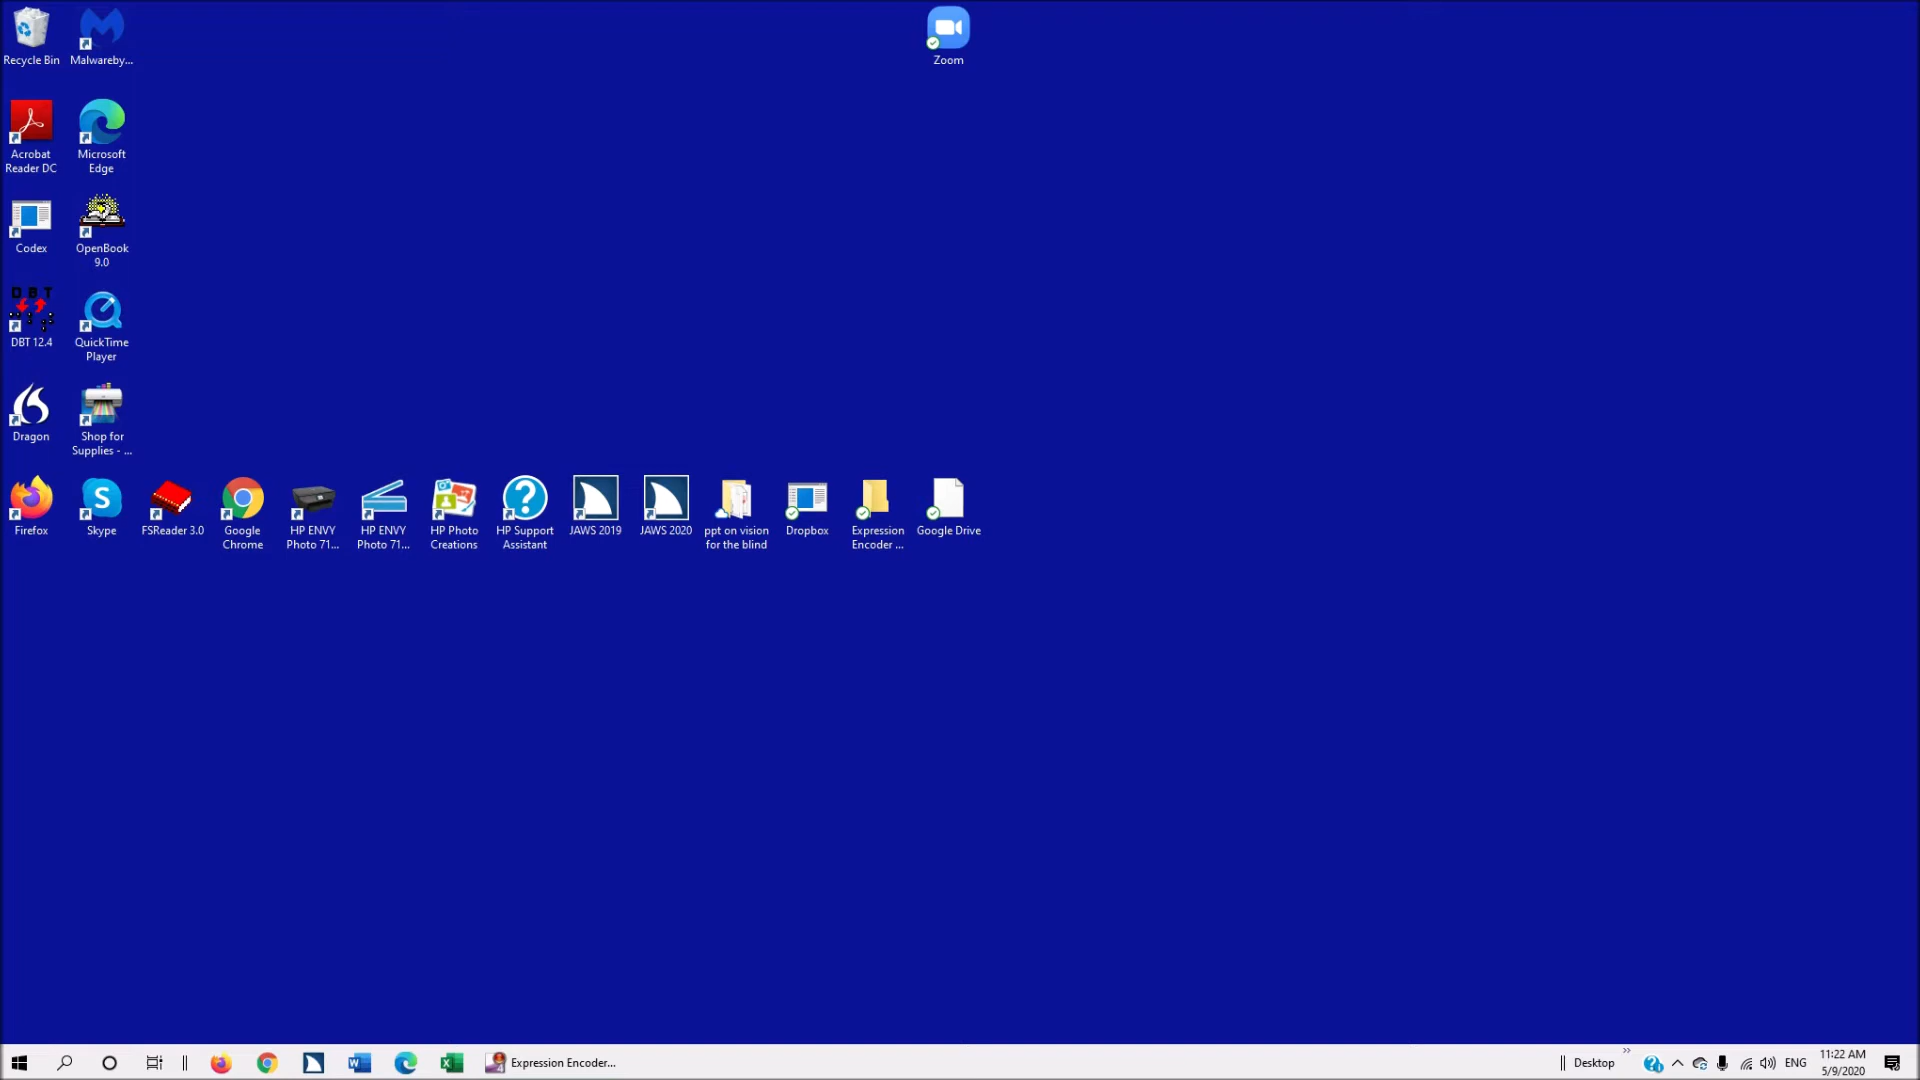 Recycle Bin
Malwareby...
Zoom
Acrobat
Reader DC
Microsoft
Edge
Codex
OpenBook
9.0
DBT
DBT 12.4
QuickTime
Player
Dragon
Shop for
Supplies - ...
Firefox
Skype
FSReader 3.0
Google
Chrome
HP ENVY
Photo 71...
HP ENVY
Photo 71...
HP Photo
Creations
HP Support
Assistant
JAWS 2019
JAWS 2020
ppt on vision
for the blind
Dropbox
Expression
Encoder ...
Google Drive
Expression Encoder...
Desktop
ENG
11:22 AM
5/9/2020